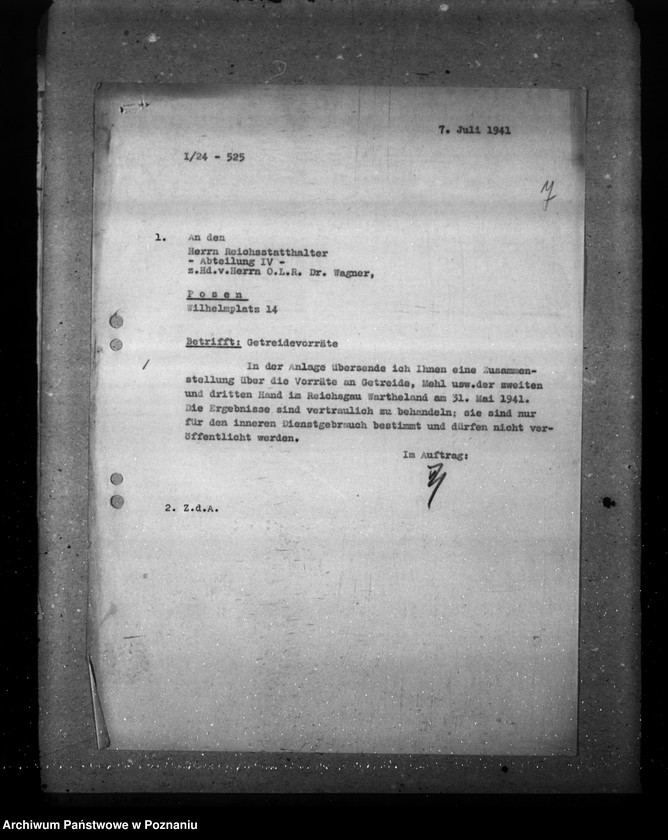 7. Juli 1941
I/24 - 525
7
1. An den
Herrn Reichsstatthalter
- Abteilung IV -
z.Hd.v.Herrn O.L.R. Dr. Wagner,
P o s e n
Wilhelmplatz 14
Betrifft: Getreidevorräte
In der Anlage übersende ich Ihnen eine Zusammen-
stellung über die Vorräte an Getreide, Mehl usw.der zweiten
und dritten Hand im Reichsgau Wartheland am 31. Mai 1941.
Die Ergebnisse sind vertraulich zu behandeln; sie sind nur
für den inneren Dienstgebrauch bestimmt und dürfen nicht ver-
öffentlicht werden.
Im Auftrag:
2. Z.d.A.
Archiwum Państwowe w Poznaniu